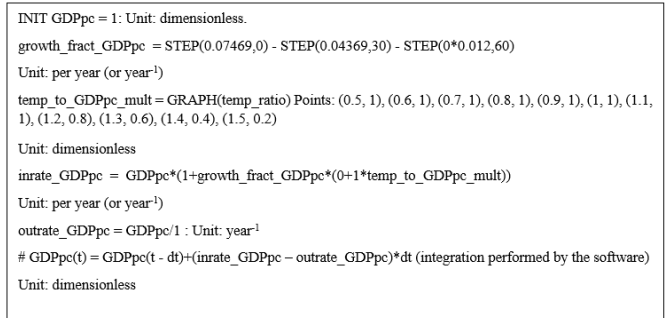 INIT GDPpc = 1: Unit: dimensionless.
growth_fract_GDPpc = STEP(0.07469,0) - STEP(0.04369,30) - STEP(0*0.012,60)
Unit: per year (or year⁻¹)
temp_to_GDPpc_mult = GRAPH(temp_ratio) Points: (0.5, 1), (0.6, 1), (0.7, 1), (0.8, 1), (0.9, 1), (1, 1), (1.1,
1), (1.2, 0.8), (1.3, 0.6), (1.4, 0.4), (1.5, 0.2)
Unit: dimensionless
inrate_GDPpc = GDPpc*(1+growth_fract_GDPpc*(0+1*temp_to_GDPpc_mult))
Unit: per year (or year⁻¹)
outrate_GDPpc = GDPpc/1 : Unit: year⁻¹
# GDPpc(t) = GDPpc(t - dt)+(inrate_GDPpc – outrate_GDPpc)*dt (integration performed by the software)
Unit: dimensionless